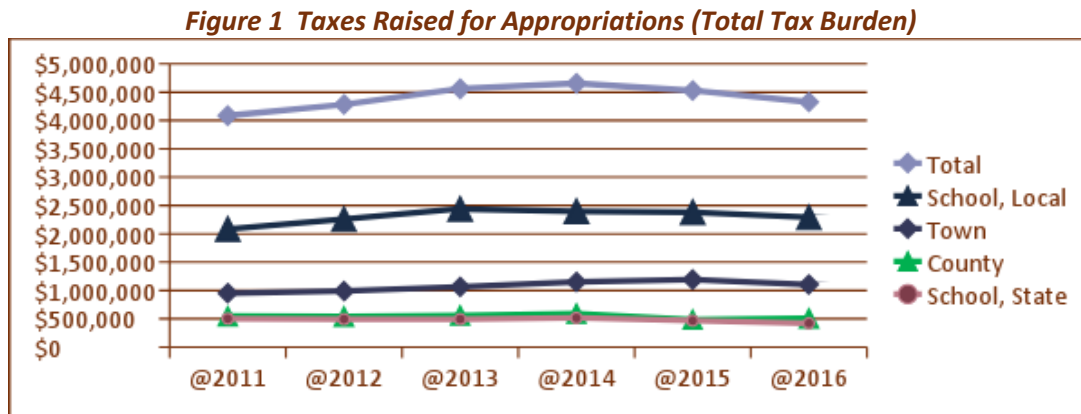 Figure 1 Taxes Raised for Appropriations (Total Tax Burden)
$5,000,000
$4,500,000
$4,000,000
$3,500,000
$3,000,000
$2,500,000
$2,000,000
$1,500,000
$1,000,000
$500,000
$0
@2011 @2012 @2013 @2014 @2015 @2016
Total
School, Local
Town
County
School, State